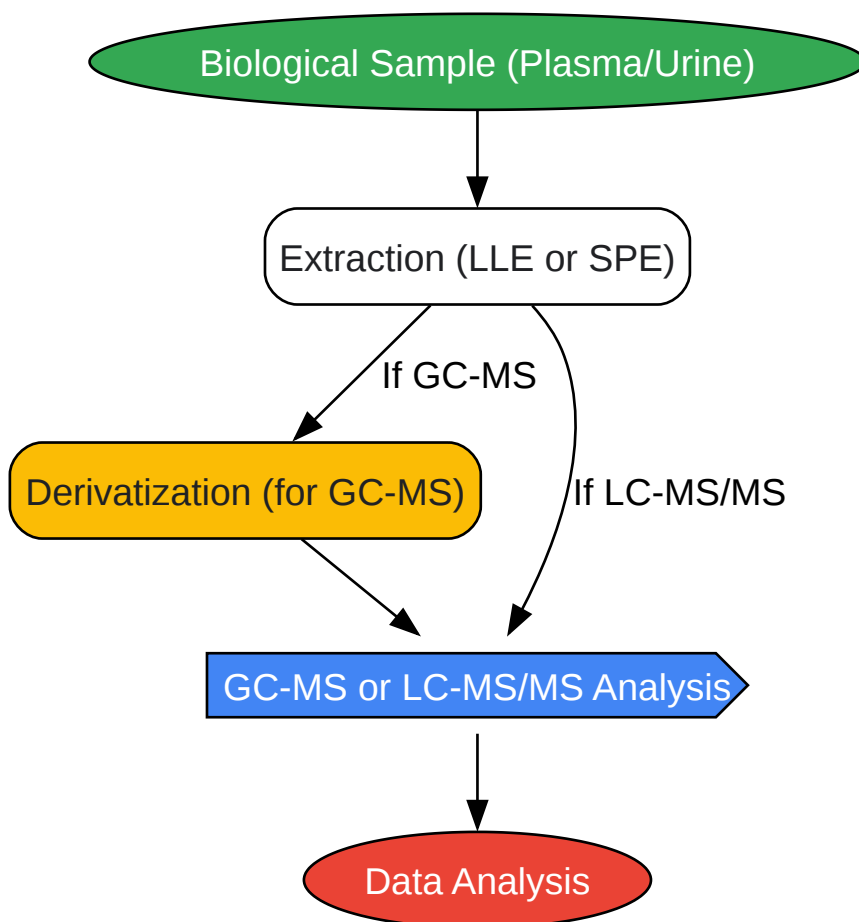 Biological Sample (Plasma/Urine)
Extraction (LLE or SPE)
If GC-MS
Derivatization (for GC-MS)
If LC-MS/MS
GC-MS or LC-MS/MS Analysis
Data Analysis